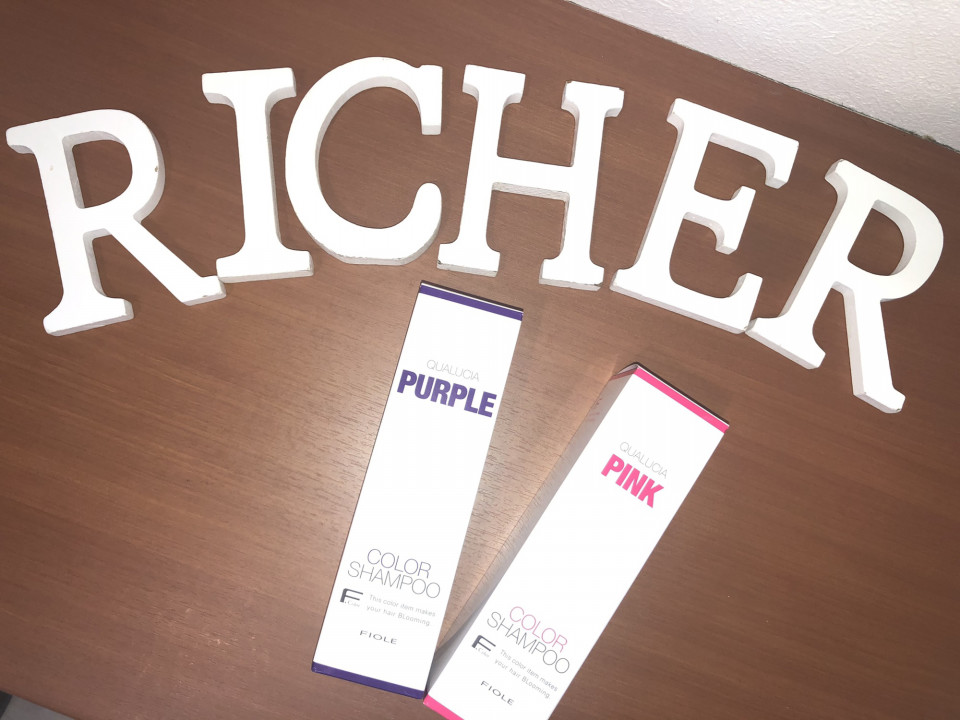 RICHER
QUALUCIA
PURPLE
COLOR
SHAMPOO
F
This color item makes
your hair BLooming.
FIOLE
QUALUCIA
PINK
COLOR
SHAMPOO
F
This color item makes
your hair BLooming.
FIOLE